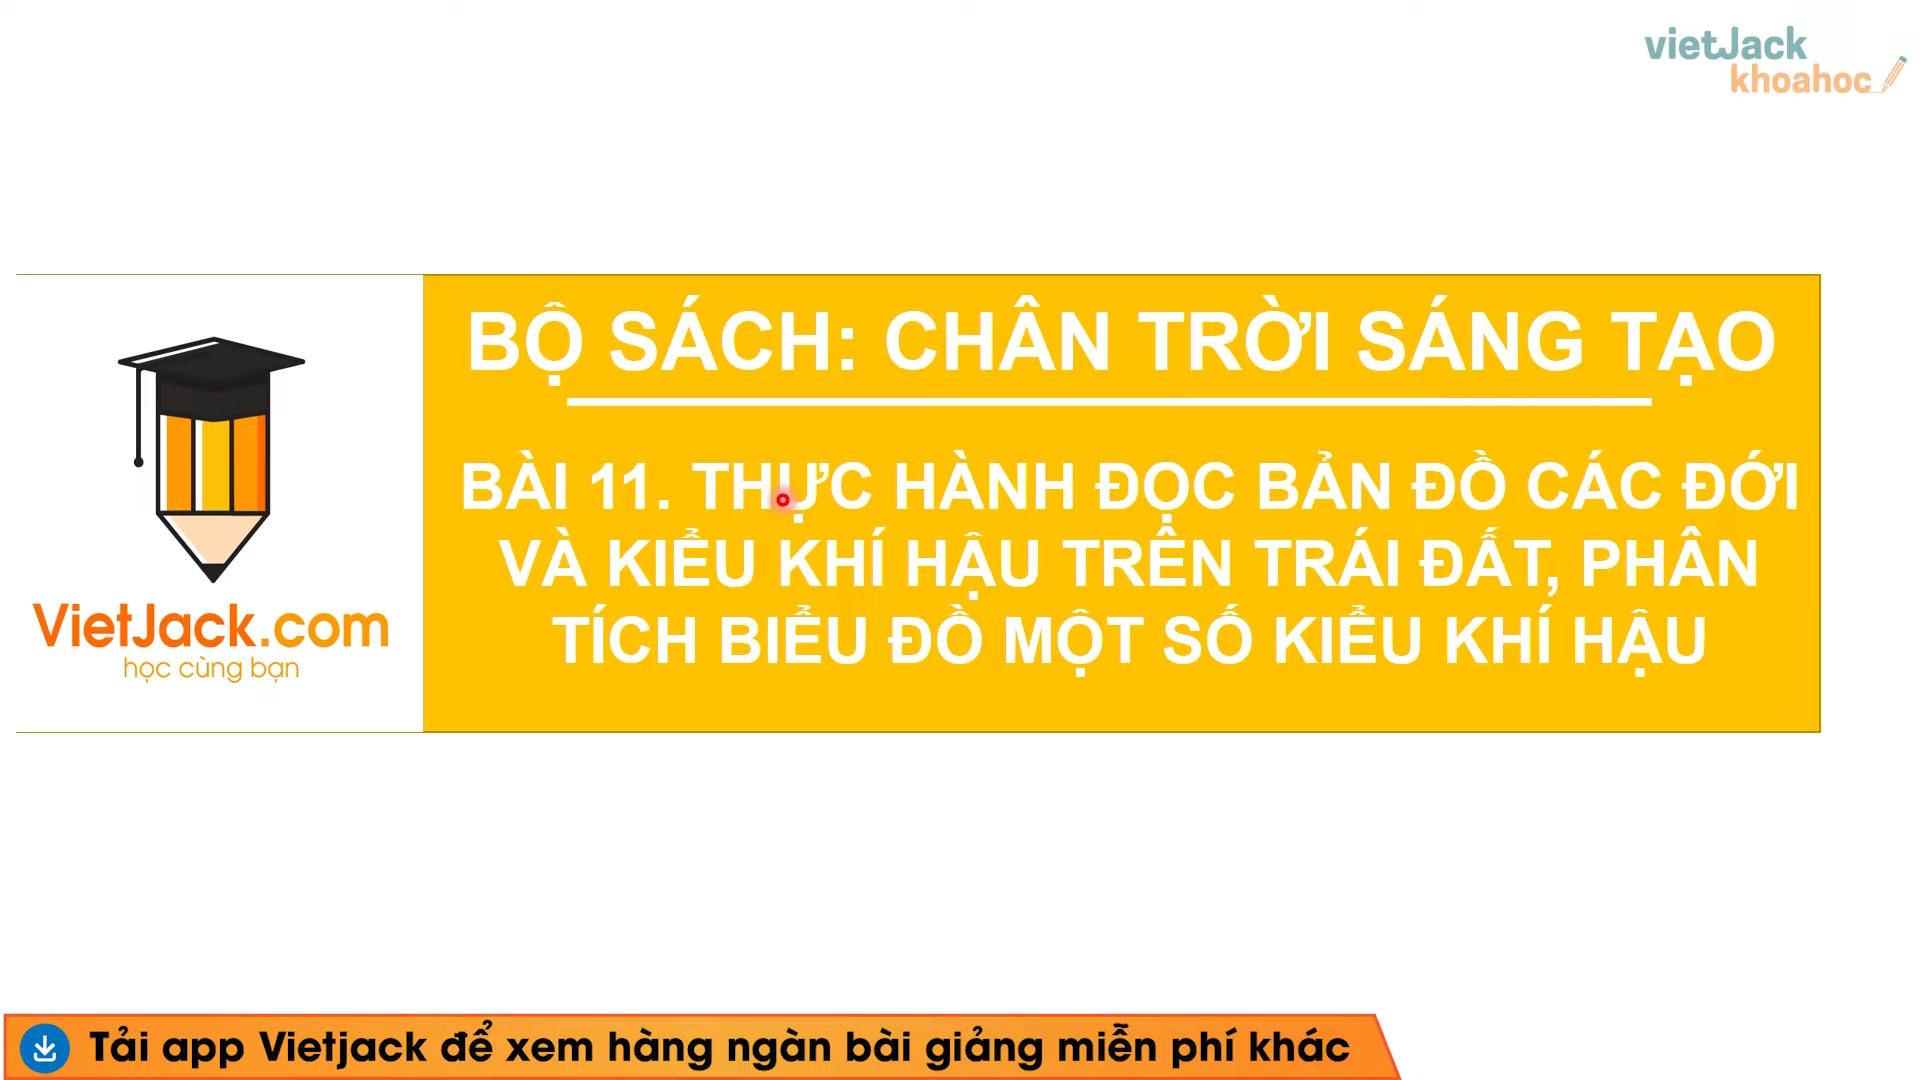 vietJack
khoahoc
BỘ SÁCH: CHÂN TRỜI SÁNG TẠO
BÀI 11. THỰC HÀNH ĐỌC BẢN ĐỒ CÁC ĐỚI
VÀ KIỂU KHÍ HẬU TRÊN TRÁI ĐẤT, PHÂN
TÍCH BIỂU ĐỒ MỘT SỐ KIỂU KHÍ HẬU
VietJack.com
học cùng bạn
Tải app Vietjack để xem hàng ngàn bài giảng miễn phí khác